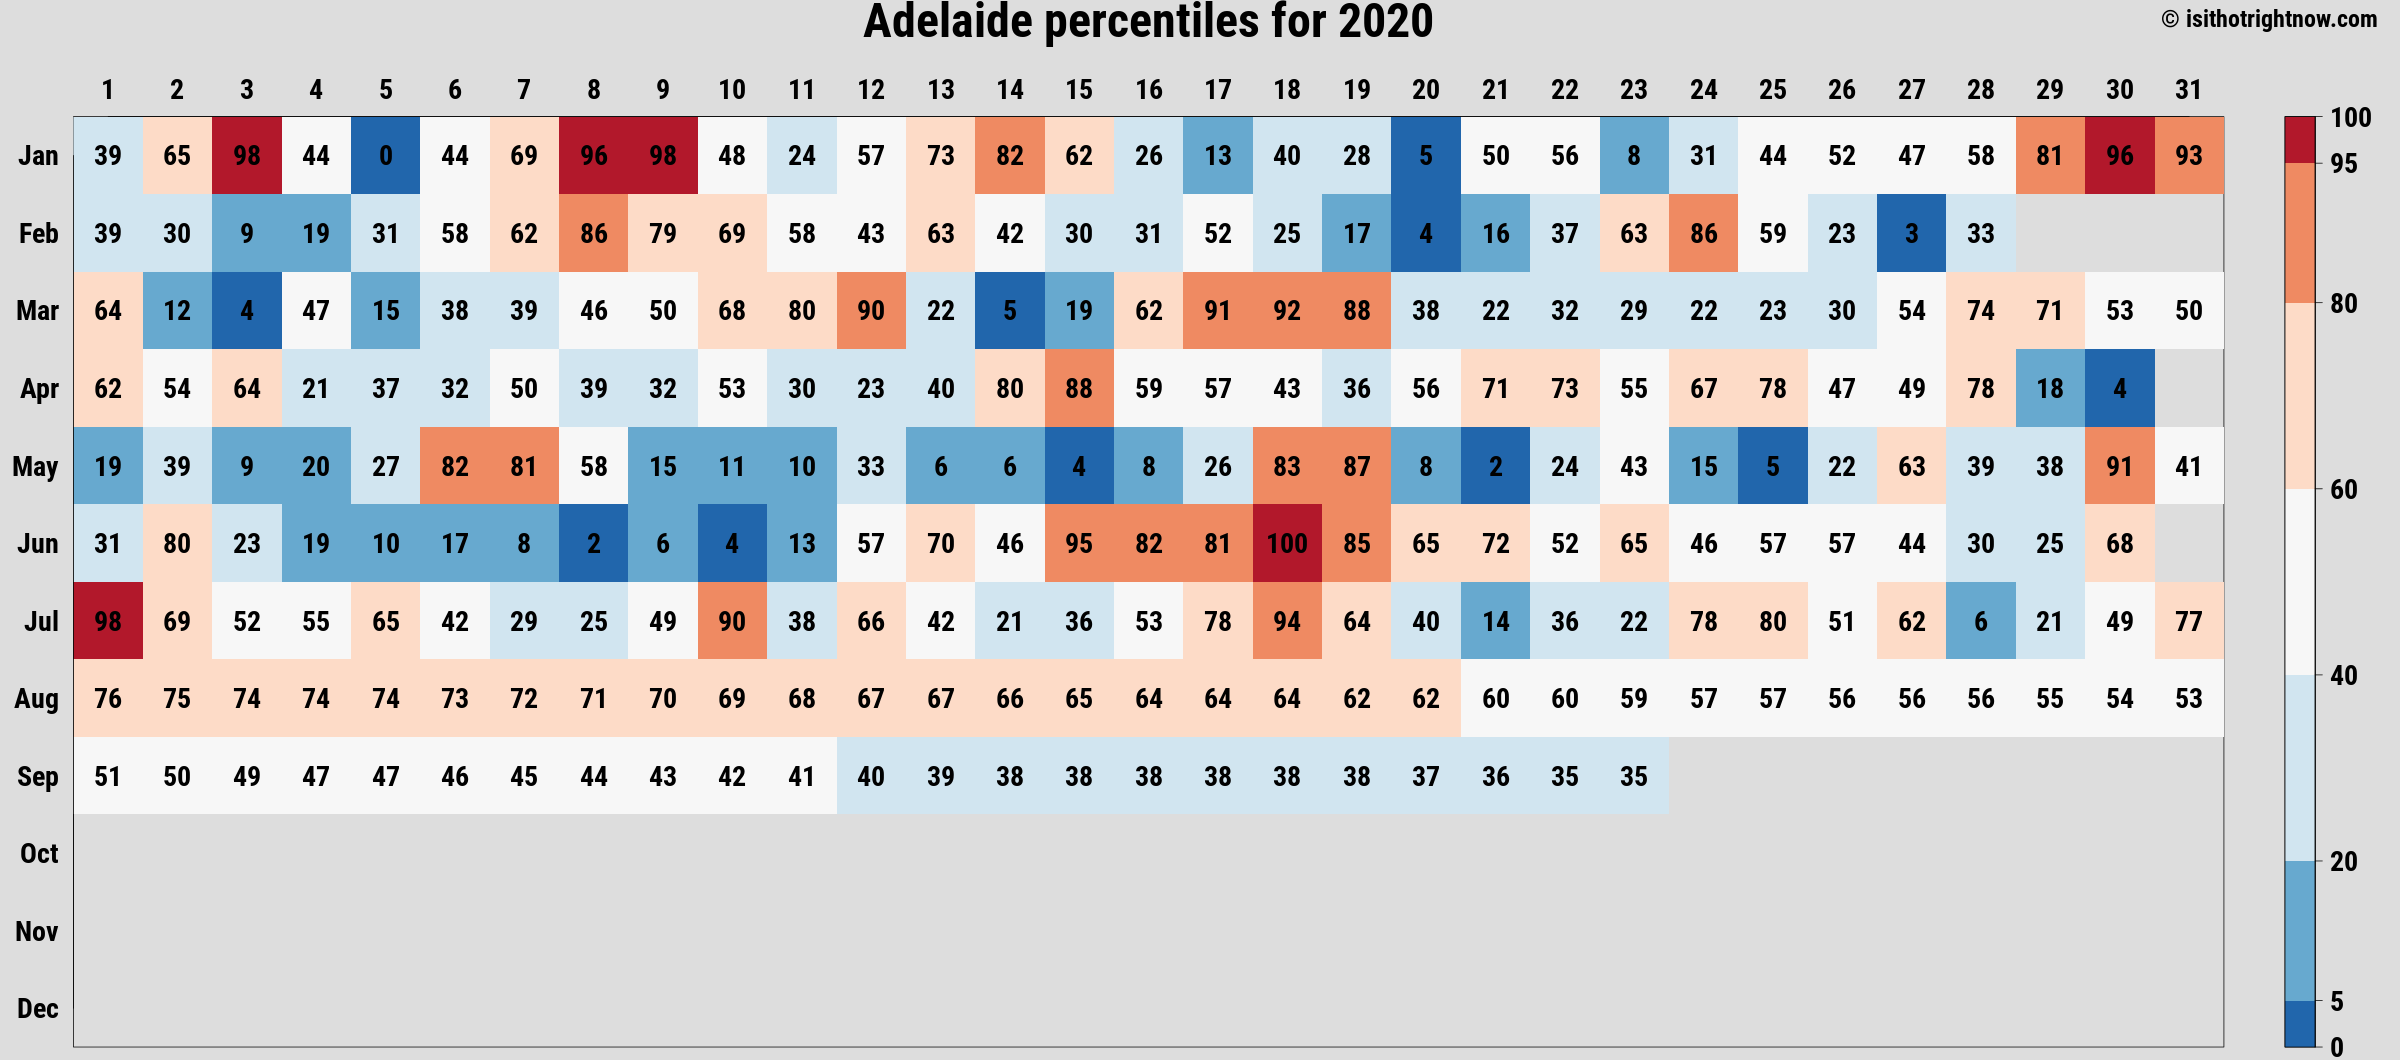 Adelaide percentiles for 2020
© isithotrightnow.com
1 2 3 4 5 6 7 8 9 10 11 12 13 14 15 16 17 18 19 20 21 22 23 24 25 26 27 28 29 30 31
Jan 39 65 98 44 0 44 69 96 98 48 24 57 73 82 62 26 13 40 28 5 50 56 8 31 44 52 47 58 81 96 93
Feb 39 30 9 19 31 58 62 86 79 69 58 43 63 42 30 31 52 25 17 4 16 37 63 86 59 23 3 33
Mar 64 12 4 47 15 38 39 46 50 68 80 90 22 5 19 62 91 92 88 38 22 32 29 22 23 30 54 74 71 53 50
Apr 62 54 64 21 37 32 50 39 32 53 30 23 40 80 88 59 57 43 36 56 71 73 55 67 78 47 49 78 18 4
May 19 39 9 20 27 82 81 58 15 11 10 33 6 6 4 8 26 83 87 8 2 24 43 15 5 22 63 39 38 91 41
Jun 31 80 23 19 10 17 8 2 6 4 13 57 70 46 95 82 81 100 85 65 72 52 65 46 57 57 44 30 25 68
Jul 98 69 52 55 65 42 29 25 49 90 38 66 42 21 36 53 78 94 64 40 14 36 22 78 80 51 62 6 21 49 77
Aug 76 75 74 74 74 73 72 71 70 69 68 67 67 66 65 64 64 64 62 62 60 60 59 57 57 56 56 56 55 54 53
Sep 51 50 49 47 47 46 45 44 43 42 41 40 39 38 38 38 38 38 38 37 36 35 35
Oct
Nov
Dec
100
95
80
60
40
20
5
0